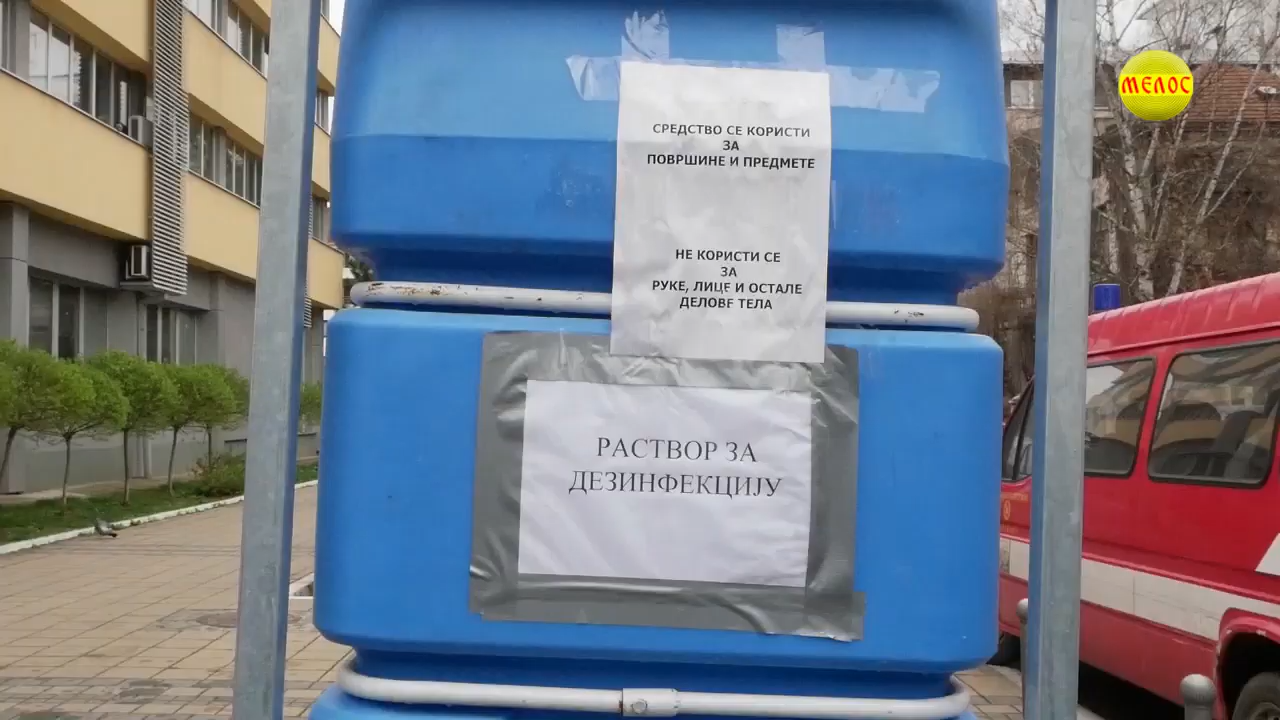 МЕЛОС
СРЕДСТВО СЕ КОРИСТИ
ЗА
ПОВРШИНЕ И ПРЕДМЕТЕ
НЕ КОРИСТИ СЕ
ЗА
РУКЕ, ЛИЦЕ И ОСТАЛЕ
ДЕЛОВЕ ТЕЛА
РАСТВОР ЗА
ДЕЗИНФЕКЦИЈУ